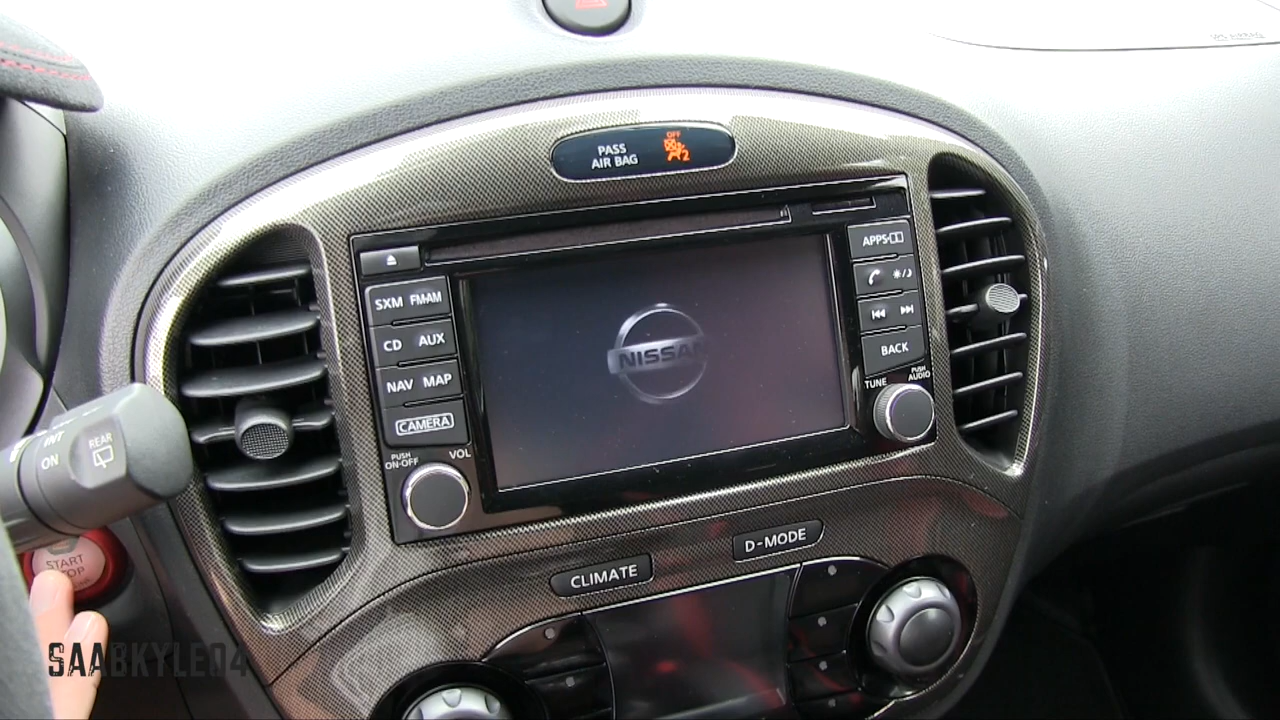 PASS
AIR BAG
OFF
2
SXM FM·AM
CD AUX
NAV MAP
CAMERA
PUSH
ON·OFF
VOL
NISSAN
APPS
BACK
TUNE
PUSH
AUDIO
INT
ON
REAR
START
STOP
CLIMATE
D-MODE
SAABKYLE04